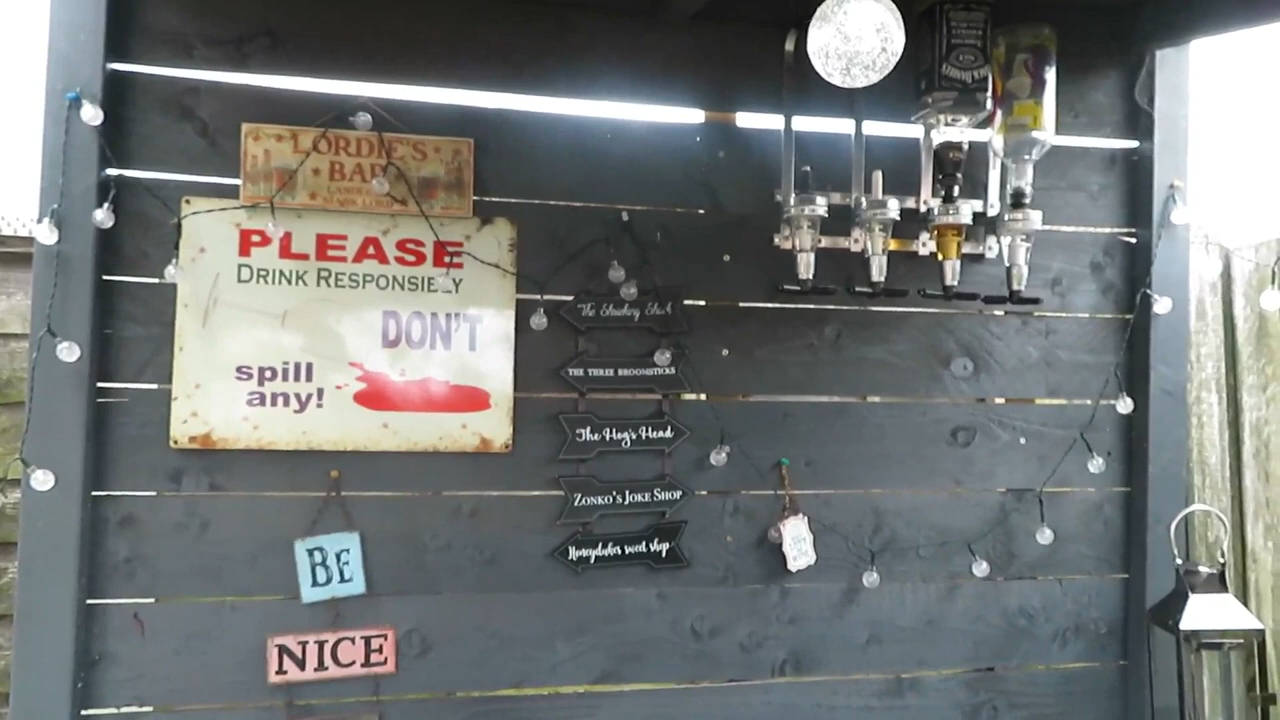 LORDIE'S
BAR
PLEASE
DRINK RESPONSIBLY
DON'T
spill
any!
The Shrieking Shack
THE THREE BROOMSTICKS
The Hog's Head
ZONKO'S JOKE SHOP
Honeydukes sweet shop
BE
NICE